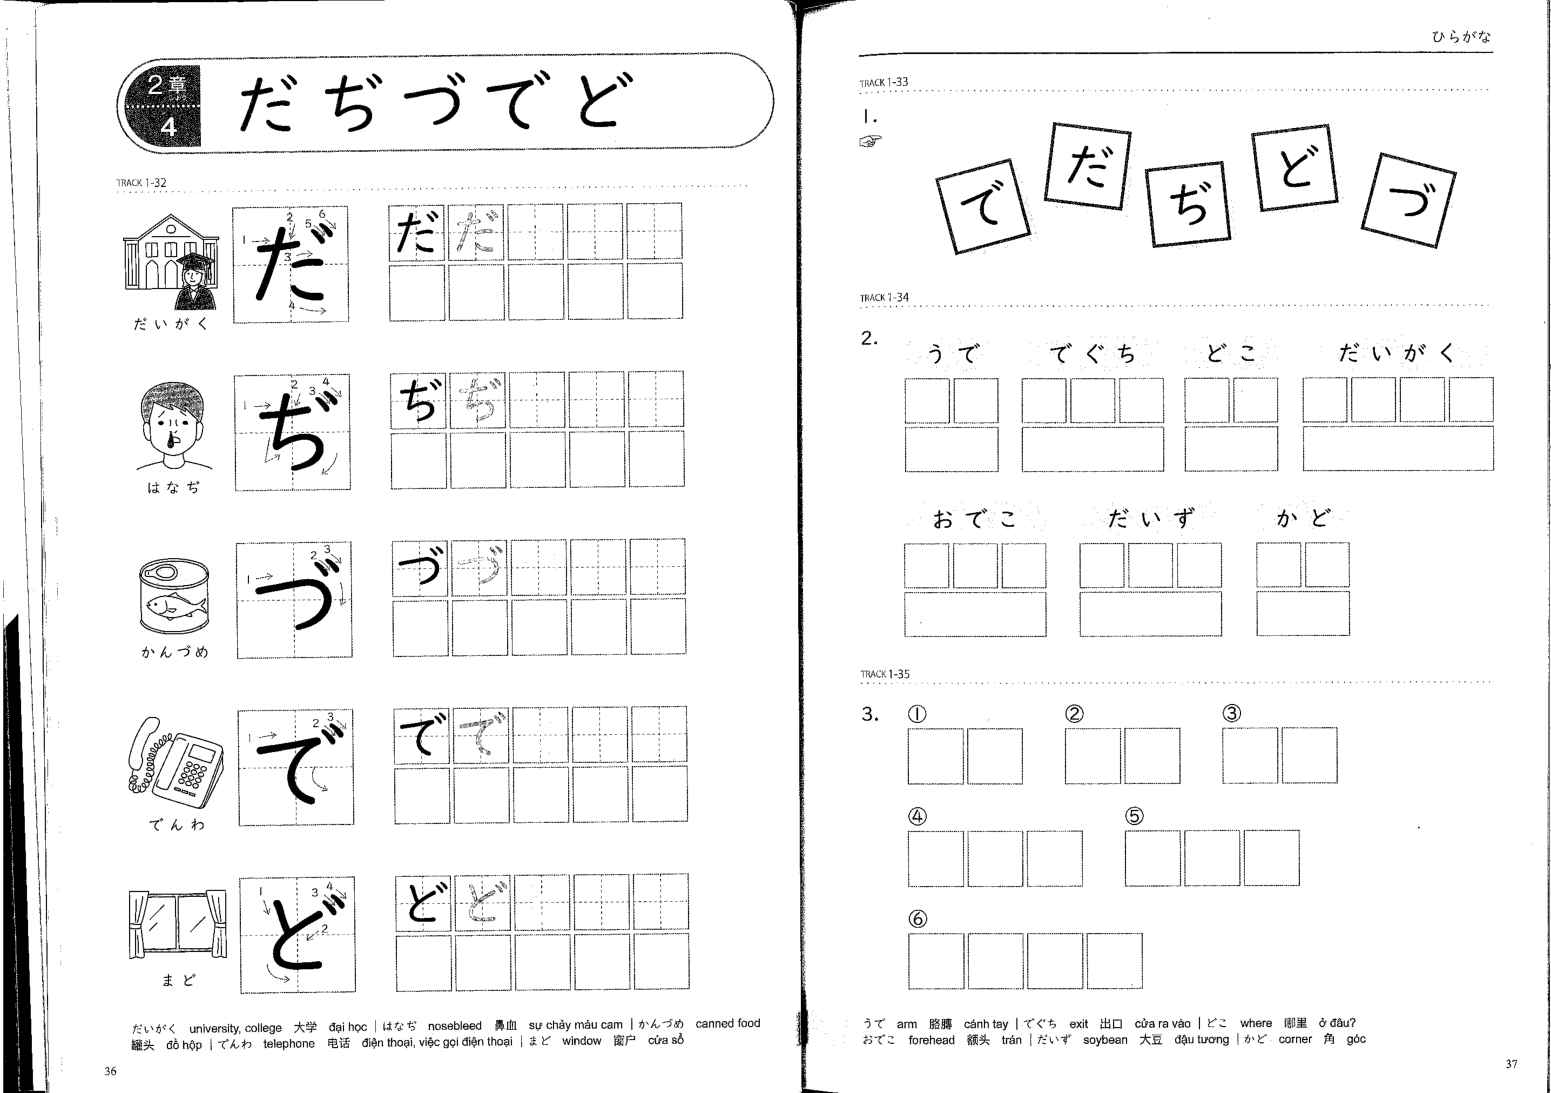 2章
4
だ ぢ づ で ど
TRACK 1-32
1 2 3 4 5 6
だ
だ だ
だいがく
1 2 3 4
ぢ
ぢ ぢ
はなぢ
1 2 3
づ
づ づ
かんづめ
1 2 3
で
で で
でんわ
1 2 3 4
ど
ど ど
まど
だいがく university, college 大学 đại học | はなぢ nosebleed 鼻血 sự chảy máu cam | かんづめ canned food
罐头 đồ hộp | でんわ telephone 电话 điện thoại, việc gọi điện thoại | まど window 窗户 cửa sổ
36
ひらがな
TRACK 1-33
1.
で だ ぢ ど づ
TRACK 1-34
2.
うで でぐち どこ だいがく
おでこ だいず かど
TRACK 1-35
3. ① ② ③
④ ⑤
⑥
うで arm 胳膊 cánh tay | でぐち exit 出口 cửa ra vào | どこ where 哪里 ở đâu?
おでこ forehead 额头 trán | だいず soybean 大豆 đậu tương | かど corner 角 góc
37